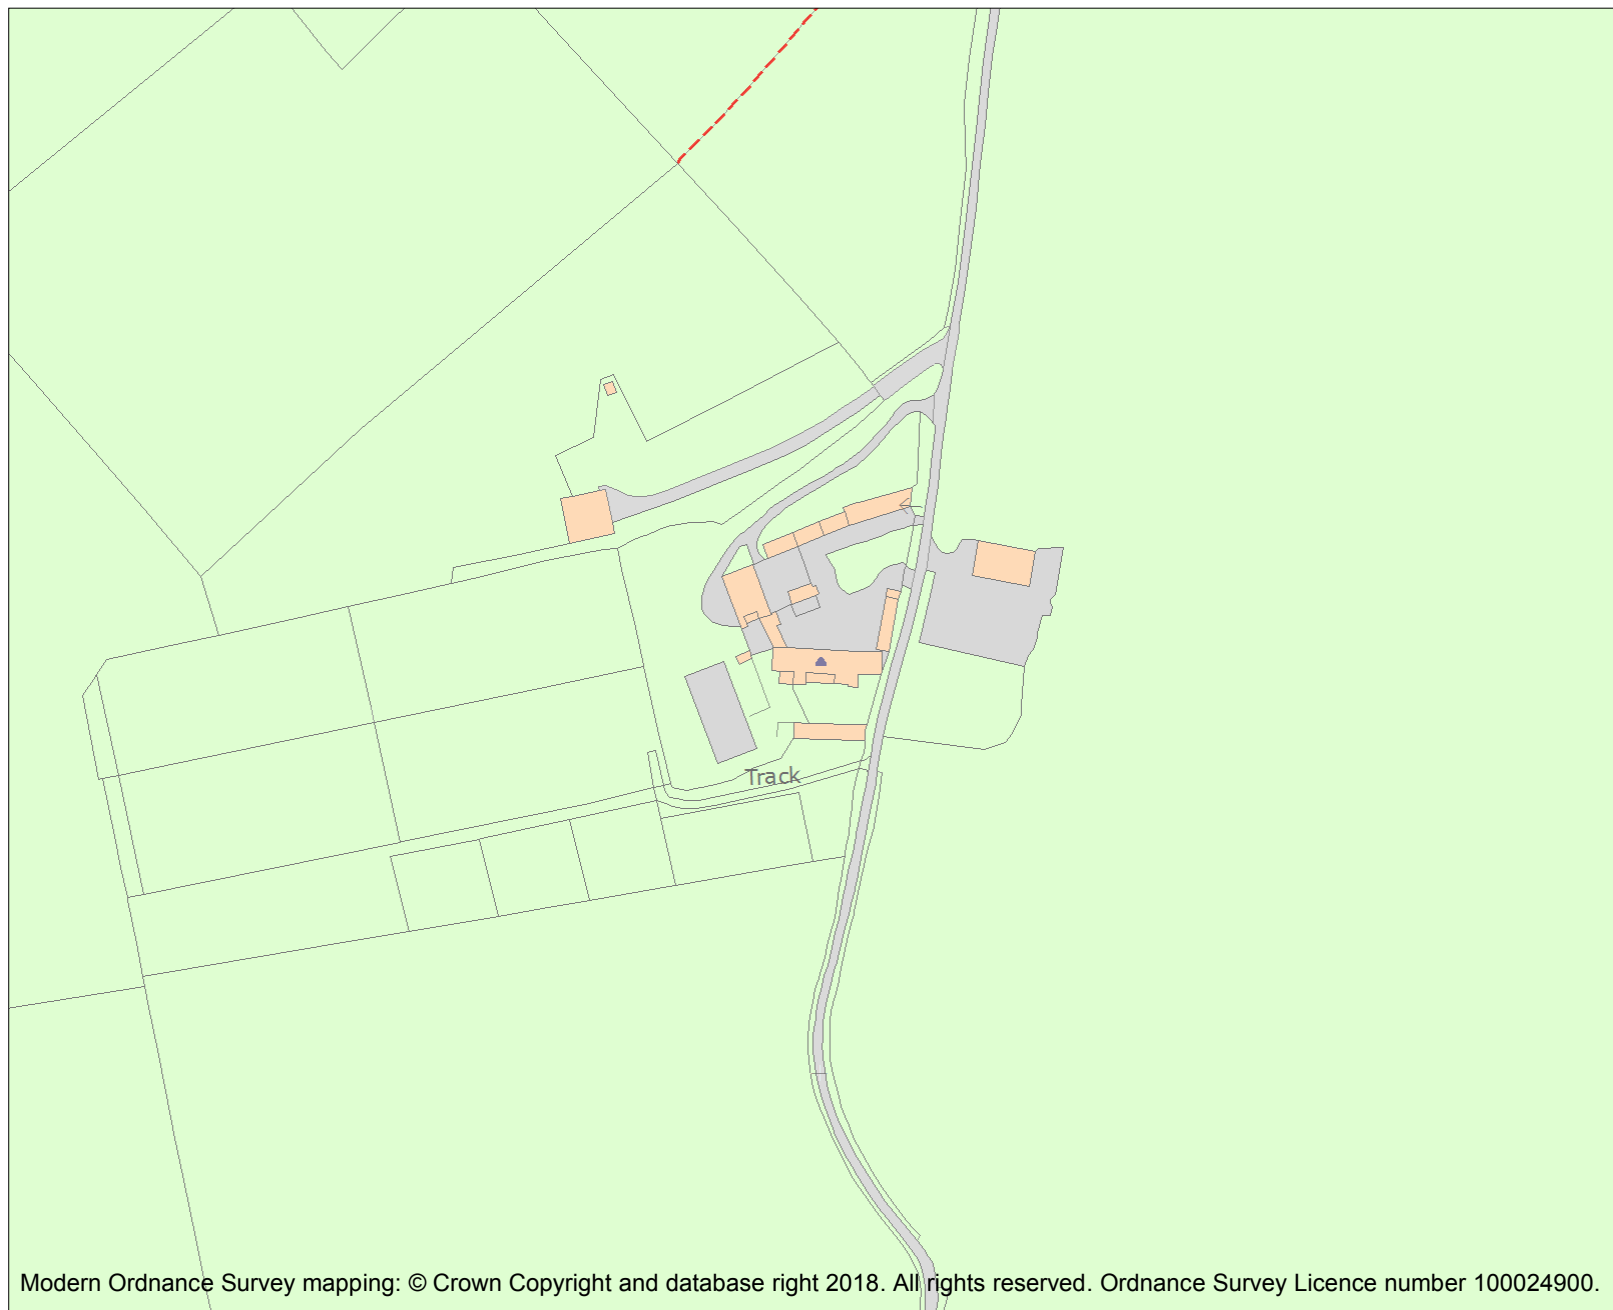 Track
Modern Ordnance Survey mapping: © Crown Copyright and database right 2018. All rights reserved. Ordnance Survey Licence number 100024900.